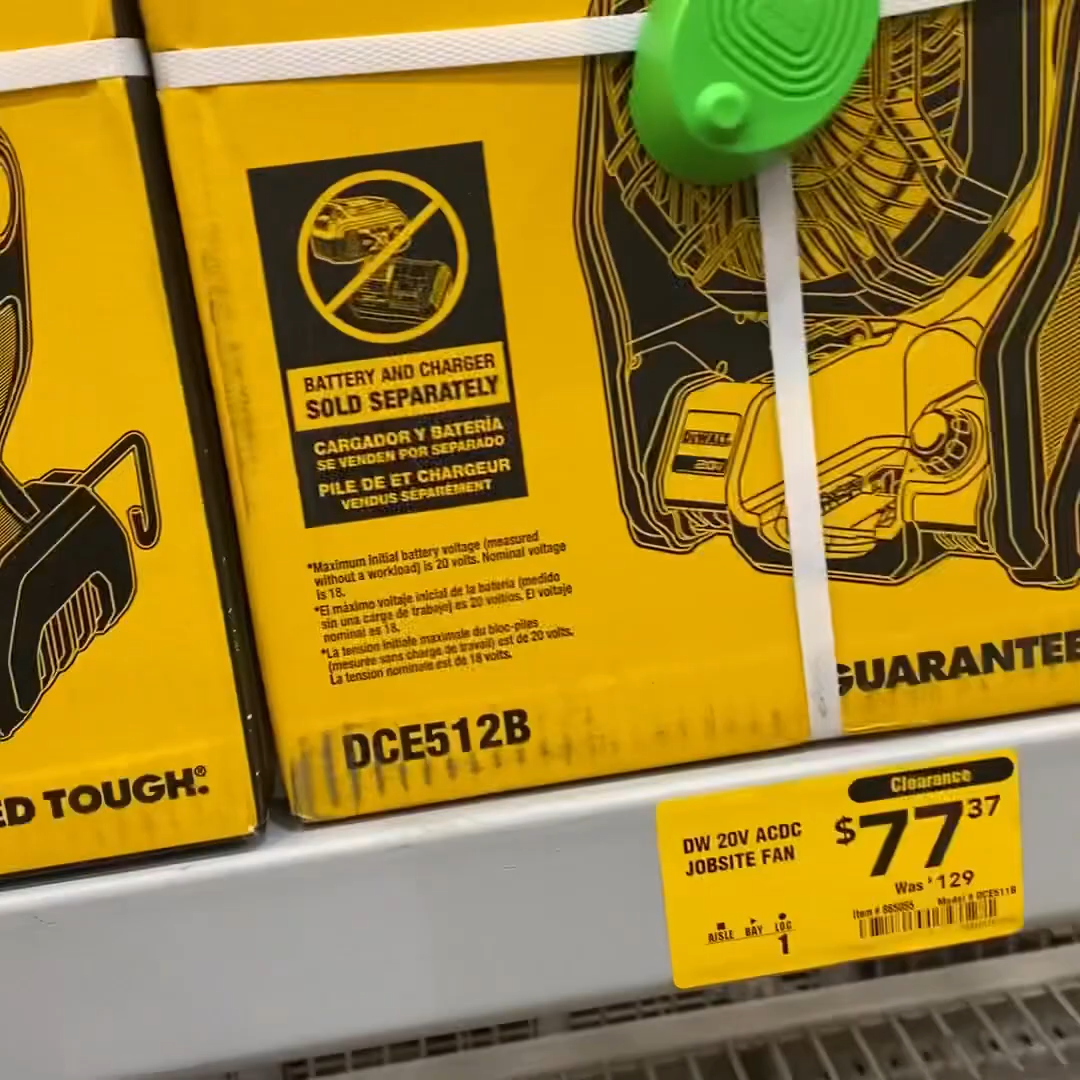 BATTERY AND CHARGER
SOLD SEPARATELY
CARGADOR Y BATERÍA
SE VENDEN POR SEPARADO
PILE DE ET CHARGEUR
VENDUS SÉPARÉMENT
*Maximum initial battery voltage (measured
without a workload) is 20 volts. Nominal voltage
is 18.
*El máximo voltaje inicial de la batería (medido
sin una carga de trabajo) es 20 voltios. El voltaje
nominal es 18.
*La tension initiale maximale du bloc-piles
(mesurée sans charge de travail) est de 20 volts.
La tension nominale est de 18 volts.
DCE512B
DEWALT
20V
GUARANTEE
ED TOUGH.®
Clearance
DW 20V ACDC
JOBSITE FAN
$77 37
Was $129
Item # 865055 Model # DCE511B
AISLE BAY LOC
1